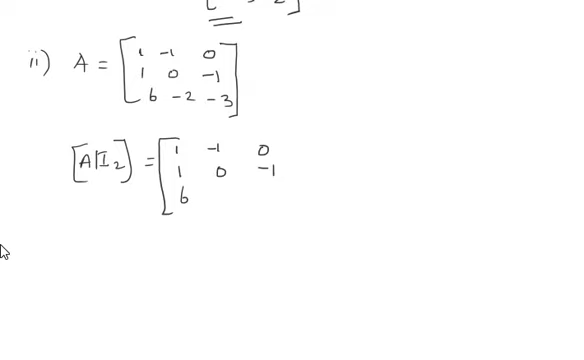 ii) A = [1 -1 0
1 0 -1
6 -2 -3]
[A|I₂] = [1 -1 0
1 0 -1
6